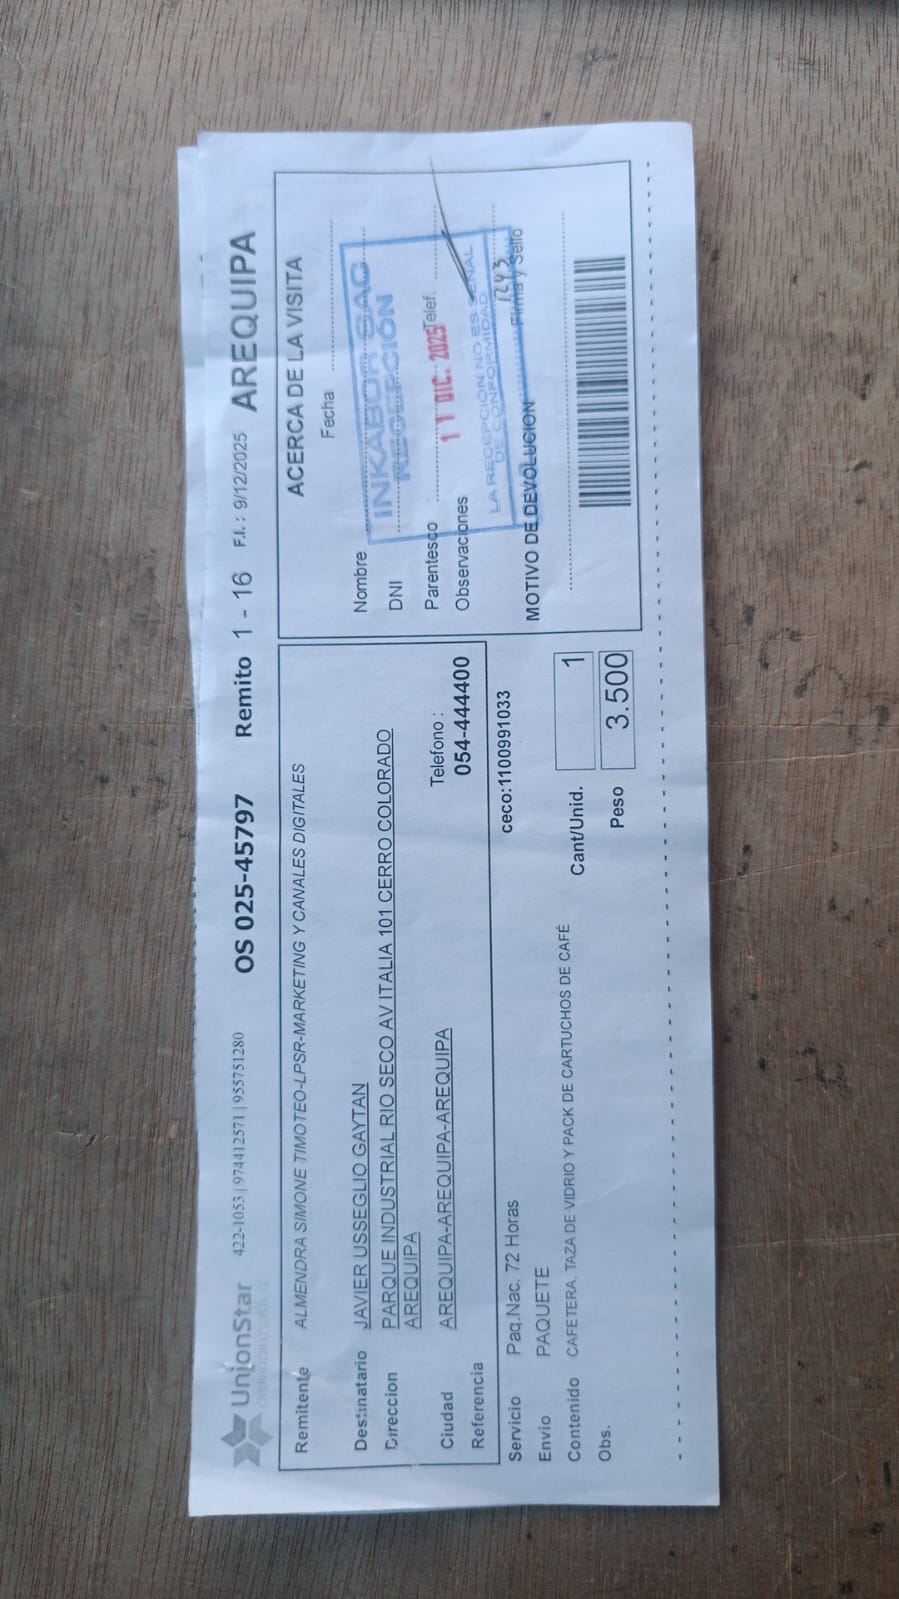 UnionStar 422-1053 | 974412571 | 955751280 OS 025-45797 Remito 1 - 16 F.I. : 9/12/2025 AREQUIPA
Remitente ALMENDRA SIMONE TIMOTEO-LPSR-MARKETING Y CANALES DIGITALES
Destinatario JAVIER USSEGLIO GAYTAN
Direccion PARQUE INDUSTRIAL RIO SECO AV ITALIA 101 CERRO COLORADO
AREQUIPA
Telefono :
Ciudad AREQUIPA-AREQUIPA-AREQUIPA 054-444400
Referencia
Servicio Paq.Nac. 72 Horas ceco:1100991033
Envio PAQUETE
Contenido CAFETERA, TAZA DE VIDRIO Y PACK DE CARTUCHOS DE CAFÉ Cant/Unid. 1
Obs. Peso 3.500
ACERCA DE LA VISITA
Fecha
Nombre
DNI
Parentesco Telef.
Observaciones
Firma y Sello
MOTIVO DE DEVOLUCION
INKABOR SAC
RECEPCIÓN
DIC. 2025
LA RECEPCION NO ES SEÑAL
DE CONFORMIDAD
1243